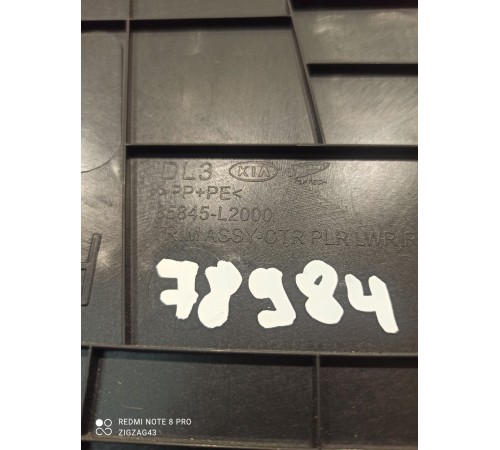 DL3 KIA
>PP+PE<
85845-L2000
TRIM ASSY-CTR PLR LWR, R
78984
REDMI NOTE 8 PRO
ZIGZAG43